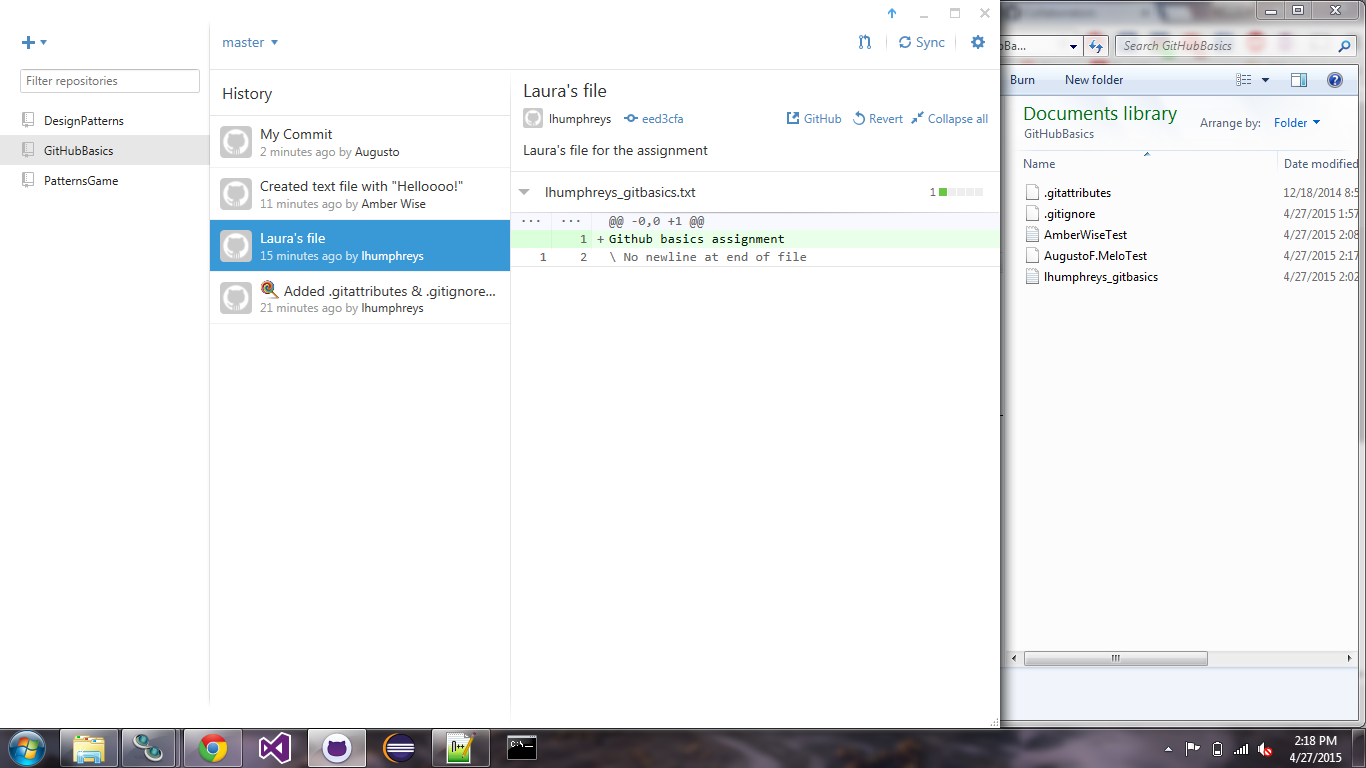 master
Sync
Filter repositories
DesignPatterns
GitHubBasics
PatternsGame
History
My Commit
2 minutes ago by Augusto
Created text file with "Helloooo!"
11 minutes ago by Amber Wise
Laura's file
15 minutes ago by lhumphreys
Added .gitattributes & .gitignore...
21 minutes ago by lhumphreys
Laura's file
lhumphreys eed3cfa
GitHub Revert Collapse all
Laura's file for the assignment
lhumphreys_gitbasics.txt 1
... ... @@ -0,0 +1 @@
1 + Github basics assignment
1 2 \ No newline at end of file
Ba...
Search GitHubBasics
Burn New folder
Documents library
GitHubBasics
Arrange by: Folder
Name Date modified
.gitattributes 12/18/2014 8:5
.gitignore 4/27/2015 1:57
AmberWiseTest 4/27/2015 2:08
AugustoF.MeloTest 4/27/2015 2:17
lhumphreys_gitbasics 4/27/2015 2:02
C:\
2:18 PM
4/27/2015